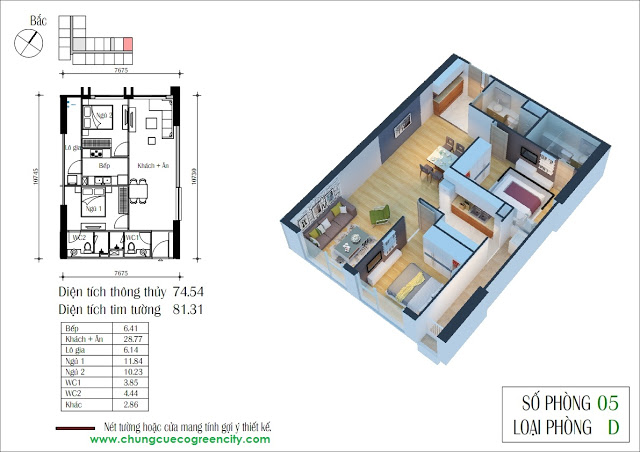 Bắc
7675
10745
10750
Ngủ 2
Lô gia
Bếp
Khách + Ăn
Ngủ 1
WC2
WC1
7675
Diện tích thông thủy 74.54
Diện tích tim tường 81.31
Bếp 6.41
Khách + Ăn 28.77
Lô gia 6.14
Ngủ 1 11.84
Ngủ 2 10.23
WC1 3.85
WC2 4.44
Khác 2.86
Nét tường hoặc cửa mang tính gợi ý thiết kế.
www.chungcuecogreencity.com
SỐ PHÒNG 05
LOẠI PHÒNG D